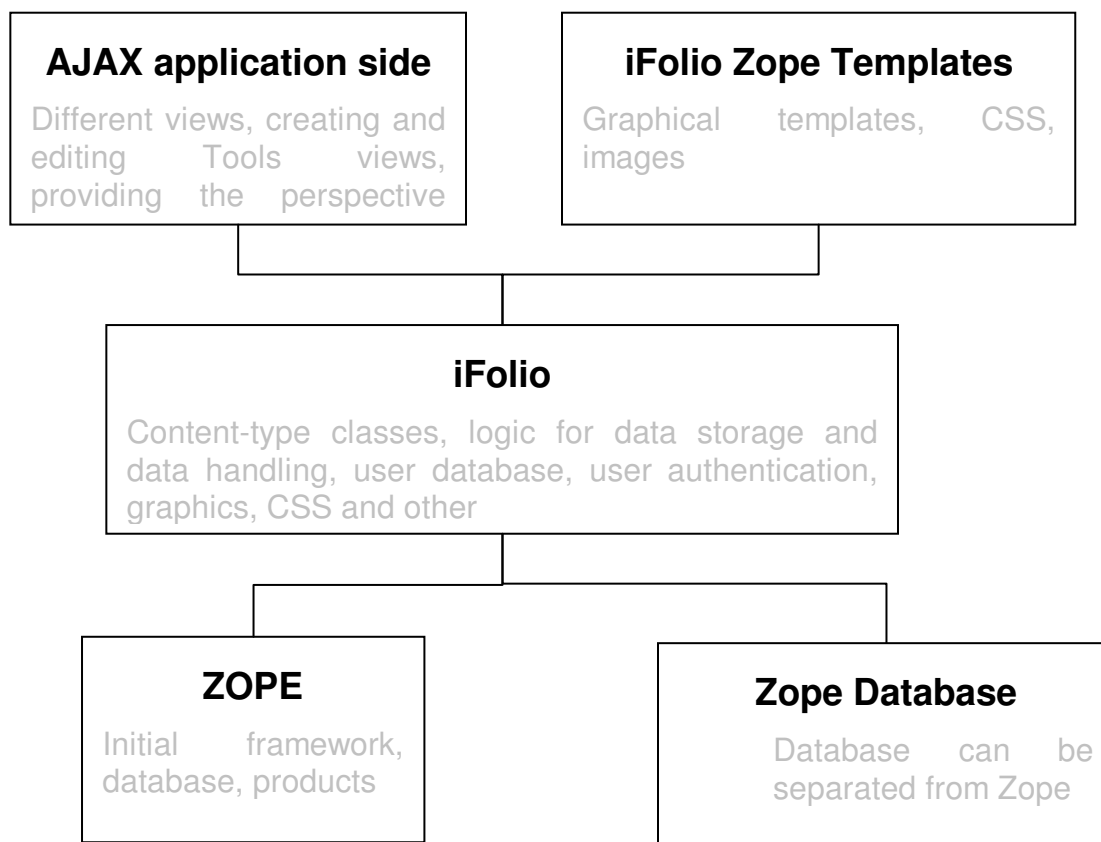 AJAX application side
Different views, creating and
editing Tools views,
providing the perspective
iFolio Zope Templates
Graphical templates, CSS,
images
iFolio
Content-type classes, logic for data storage and
data handling, user database, user authentication,
graphics, CSS and other
ZOPE
Initial framework,
database, products
Zope Database
Database can be
separated from Zope